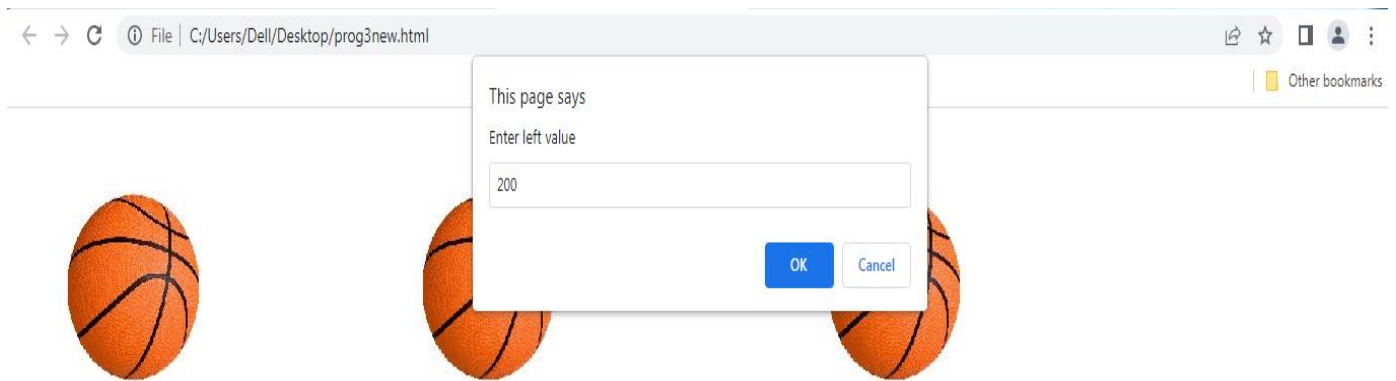 File | C:/Users/Dell/Desktop/prog3new.html
Other bookmarks
This page says
Enter left value
200
OK Cancel